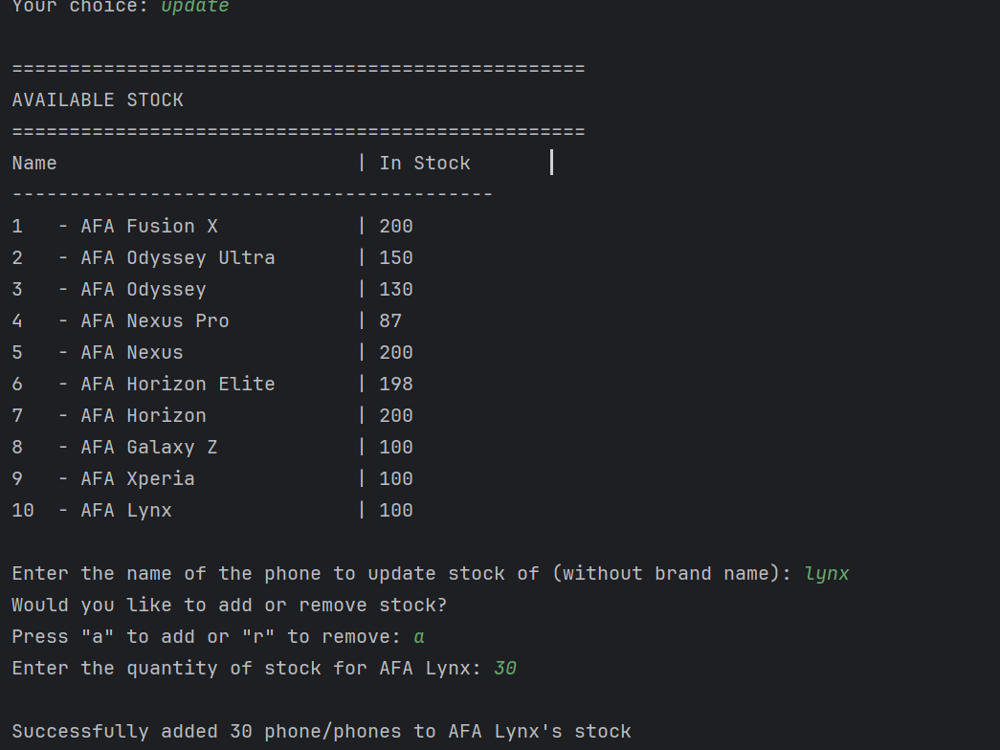 Your choice: update
==================================================
AVAILABLE STOCK
==================================================
Name                          | In Stock
------------------------------------------
1   - AFA Fusion X            | 200
2   - AFA Odyssey Ultra       | 150
3   - AFA Odyssey             | 130
4   - AFA Nexus Pro           | 87
5   - AFA Nexus               | 200
6   - AFA Horizon Elite       | 198
7   - AFA Horizon             | 200
8   - AFA Galaxy Z            | 100
9   - AFA Xperia              | 100
10  - AFA Lynx                | 100
Enter the name of the phone to update stock of (without brand name): lynx
Would you like to add or remove stock?
Press "a" to add or "r" to remove: a
Enter the quantity of stock for AFA Lynx: 30
Successfully added 30 phone/phones to AFA Lynx's stock